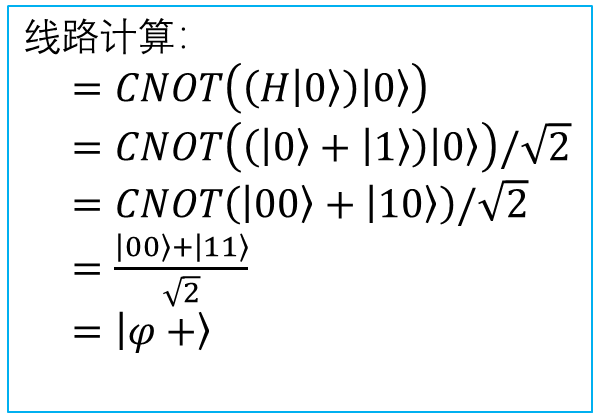 线路计算:
= CNOT((H|0⟩)|0⟩)
= CNOT((|0⟩ + |1⟩)|0⟩)/√2
= CNOT(|00⟩ + |10⟩)/√2
= (|00⟩+|11⟩)/√2
= |φ +⟩